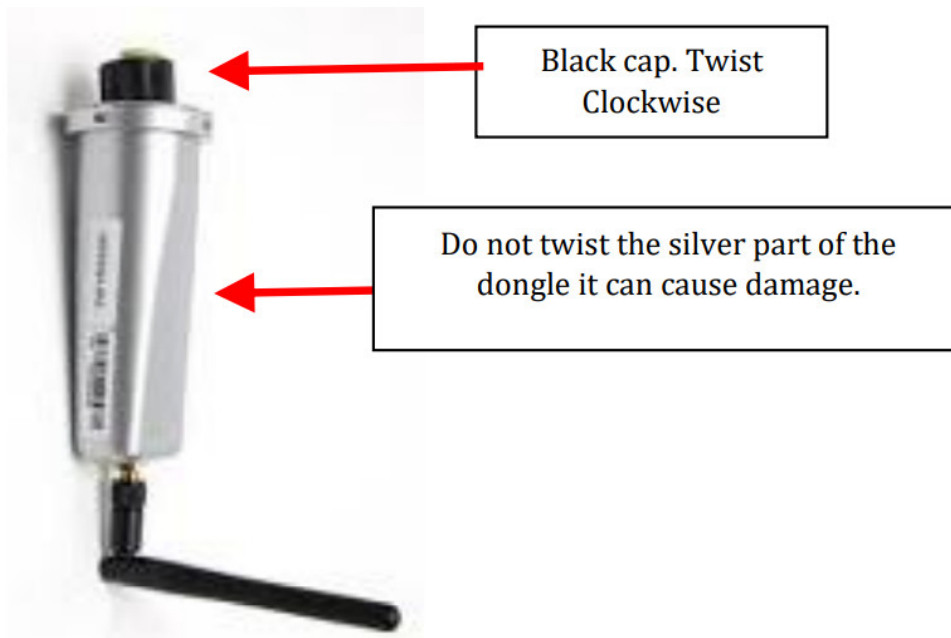 Black cap. Twist
Clockwise
Do not twist the silver part of the
dongle it can cause damage.